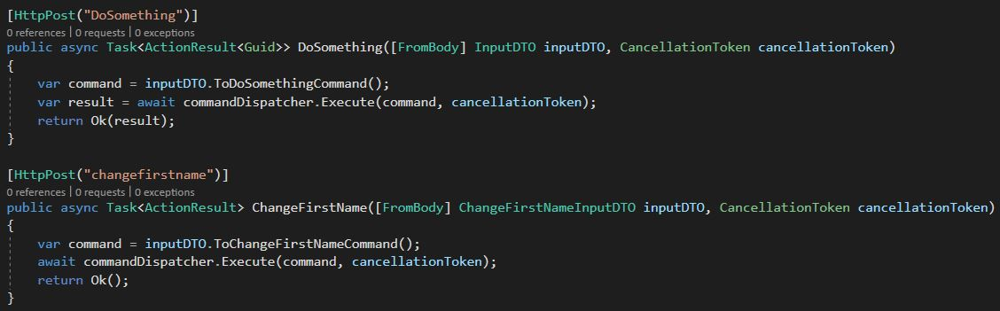 [HttpPost("DoSomething")]
0 references | 0 requests | 0 exceptions
public async Task<ActionResult<Guid>> DoSomething([FromBody] InputDTO inputDTO, CancellationToken cancellationToken)
{
    var command = inputDTO.ToDoSomethingCommand();
    var result = await commandDispatcher.Execute(command, cancellationToken);
    return Ok(result);
}
[HttpPost("changefirstname")]
0 references | 0 requests | 0 exceptions
public async Task<ActionResult> ChangeFirstName([FromBody] ChangeFirstNameInputDTO inputDTO, CancellationToken cancellationToken)
{
    var command = inputDTO.ToChangeFirstNameCommand();
    await commandDispatcher.Execute(command, cancellationToken);
    return Ok();
}